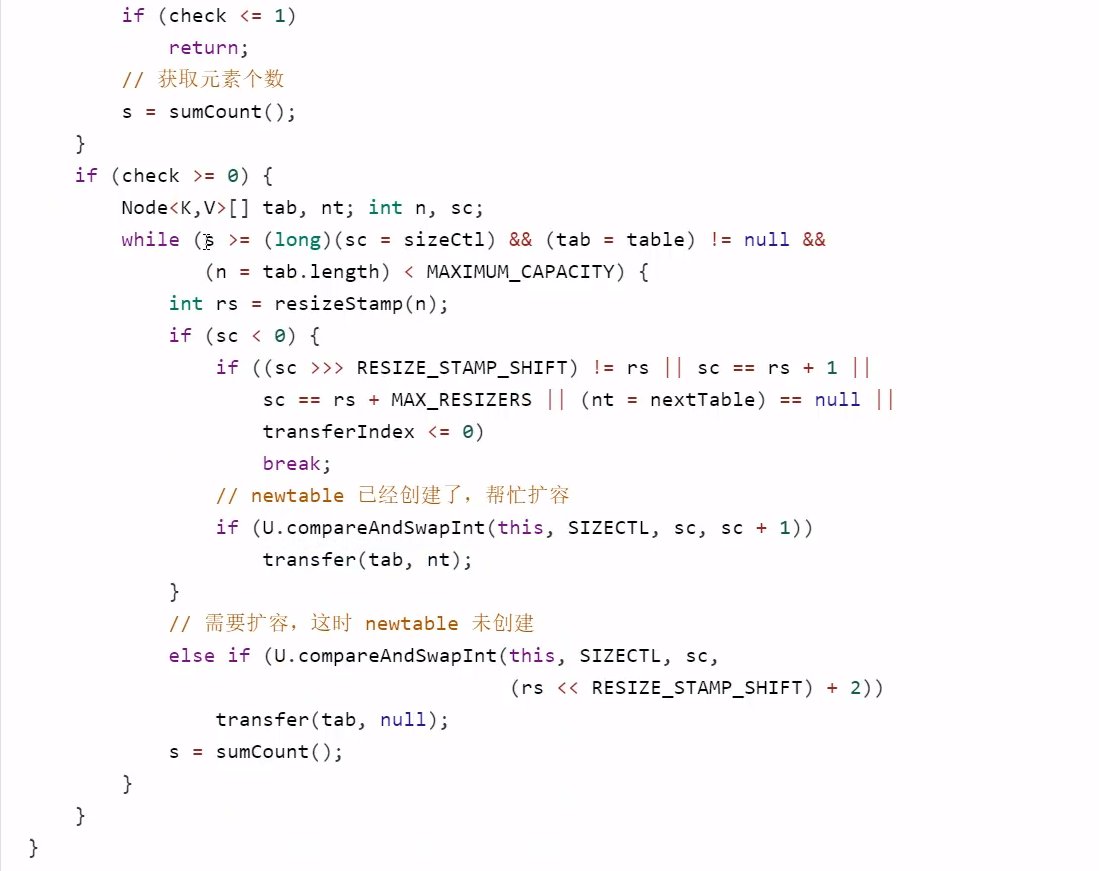 if (check <= 1)
return;
// 获取元素个数
s = sumCount();
}
if (check >= 0) {
Node<K,V>[] tab, nt; int n, sc;
while (s >= (long)(sc = sizeCtl) && (tab = table) != null &&
(n = tab.length) < MAXIMUM_CAPACITY) {
int rs = resizeStamp(n);
if (sc < 0) {
if ((sc >>> RESIZE_STAMP_SHIFT) != rs || sc == rs + 1 ||
sc == rs + MAX_RESIZERS || (nt = nextTable) == null ||
transferIndex <= 0)
break;
// newtable 已经创建了，帮忙扩容
if (U.compareAndSwapInt(this, SIZECTL, sc, sc + 1))
transfer(tab, nt);
}
// 需要扩容，这时 newtable 未创建
else if (U.compareAndSwapInt(this, SIZECTL, sc,
(rs << RESIZE_STAMP_SHIFT) + 2))
transfer(tab, null);
s = sumCount();
}
}
}